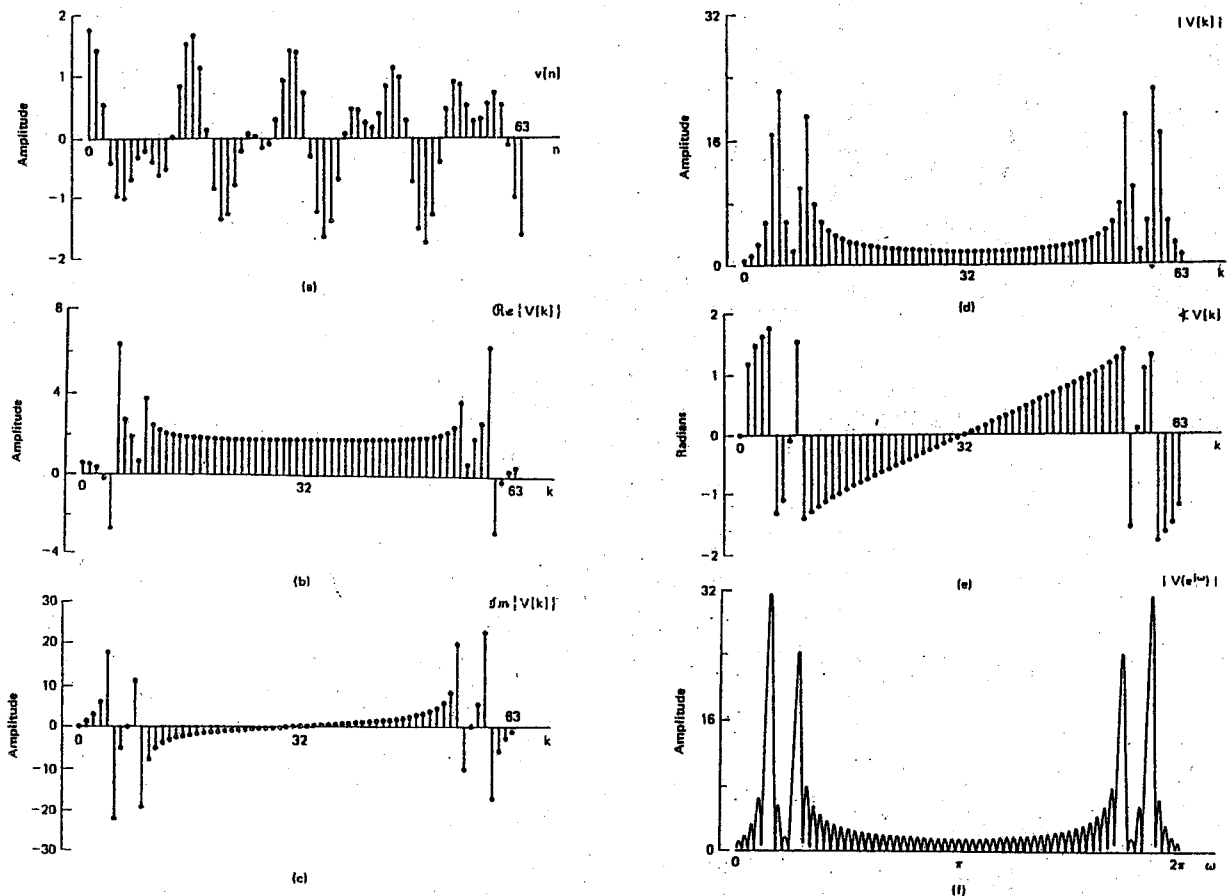 2
1
0
−1
−2
Amplitude
v[n]
0
63
n
(a)
8
4
0
−4
Amplitude
ℛe {V[k]}
0
32
63
k
(b)
30
20
10
0
−10
−20
−30
Amplitude
ℐm {V[k]}
0
32
63
k
(c)
32
16
0
Amplitude
|V[k]|
0
32
63
k
(d)
2
1
0
−1
−2
Radians
∢V[k]
0
32
63
k
(e)
32
16
0
Amplitude
|V(e^jω)|
0
π
2π
ω
(f)